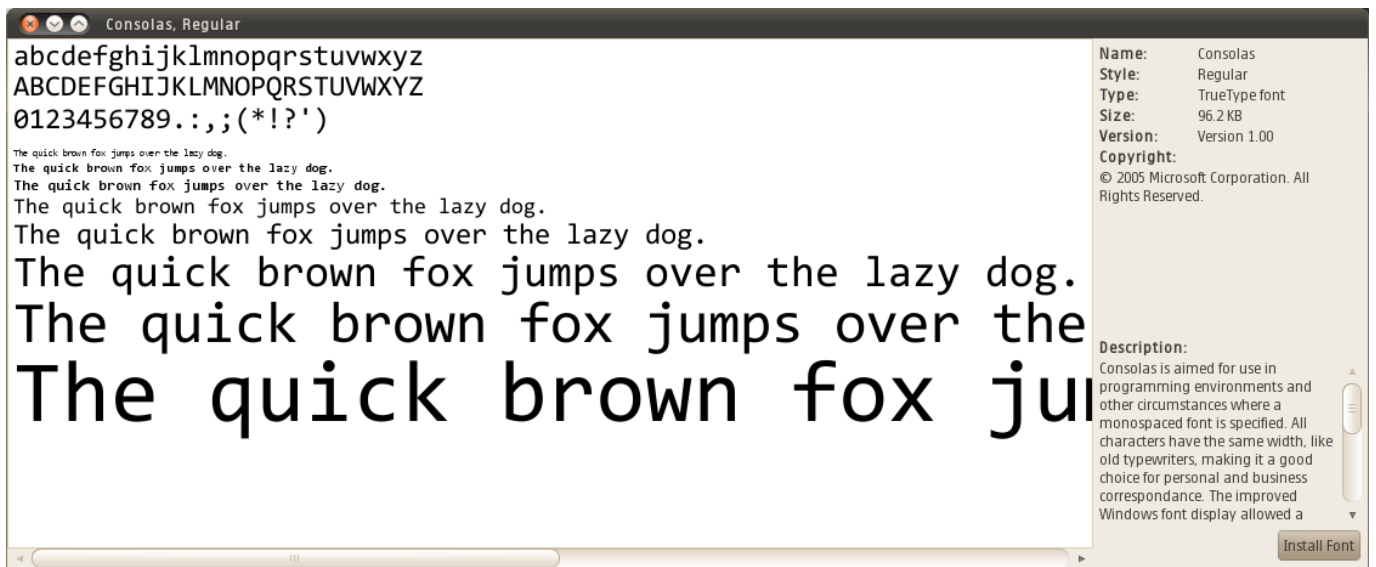 Consolas, Regular
abcdefghijklmnopqrstuvwxyz
ABCDEFGHIJKLMNOPQRSTUVWXYZ
0123456789.:,;(*!?')
The quick brown fox jumps over the lazy dog.
The quick brown fox jumps over the lazy dog.
The quick brown fox jumps over the lazy dog.
The quick brown fox jumps over the lazy dog.
The quick brown fox jumps over the lazy dog.
The quick brown fox jumps over the lazy dog.
The quick brown fox jumps over the
The quick brown fox jum
Name: Consolas
Style: Regular
Type: TrueType font
Size: 96.2 KB
Version: Version 1.00
Copyright:
© 2005 Microsoft Corporation. All
Rights Reserved.
Description:
Consolas is aimed for use in
programming environments and
other circumstances where a
monospaced font is specified. All
characters have the same width, like
old typewriters, making it a good
choice for personal and business
correspondance. The improved
Windows font display allowed a
Install Font